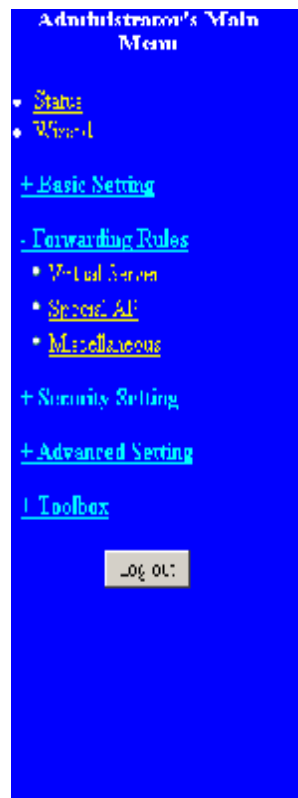 Administrator's Main
Menu
Status
Wizard
+ Basic Setting
- Forwarding Rules
Virtual Server
Special AP
Miscellaneous
+ Security Setting
+ Advanced Setting
+ Toolbox
Log out